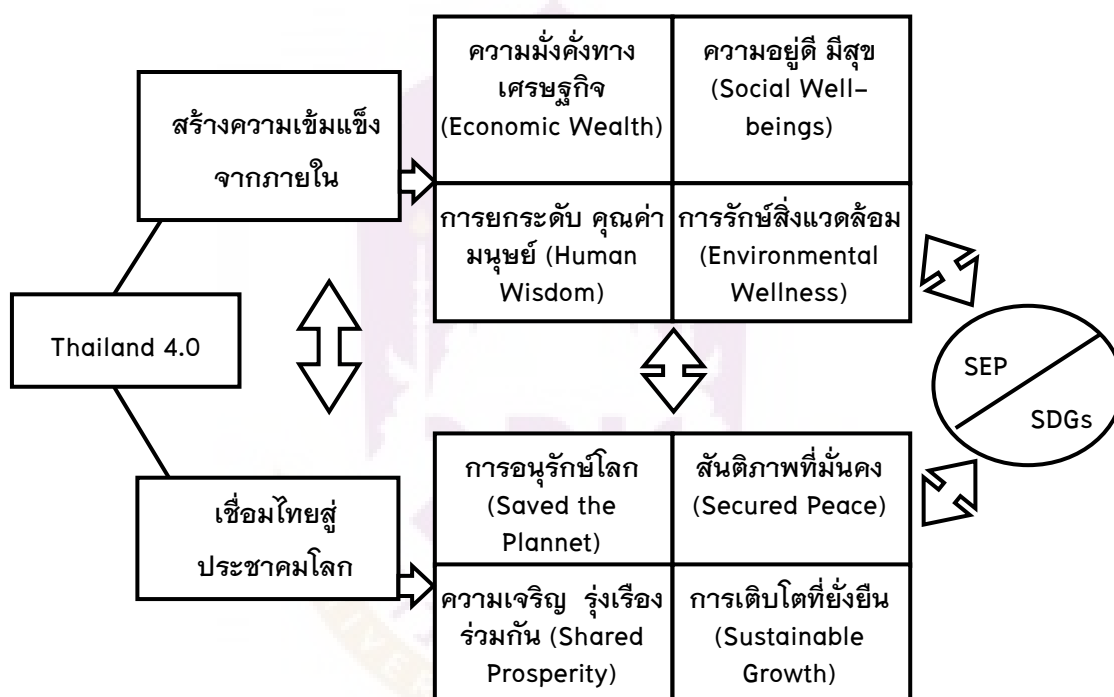 ความมั่งคั่งทาง
เศรษฐกิจ
(Economic Wealth)
ความอยู่ดี มีสุข
(Social Well-
beings)
สร้างความเข้มแข็ง
จากภายใน
การยกระดับ คุณค่า
มนุษย์ (Human
Wisdom)
การรักษ์สิ่งแวดล้อม
(Environmental
Wellness)
Thailand 4.0
SEP
SDGs
เชื่อมไทยสู่
ประชาคมโลก
การอนุรักษ์โลก
(Saved the
Plannet)
สันติภาพที่มั่นคง
(Secured Peace)
ความเจริญ รุ่งเรือง
ร่วมกัน (Shared
Prosperity)
การเติบโตที่ยั่งยืน
(Sustainable
Growth)